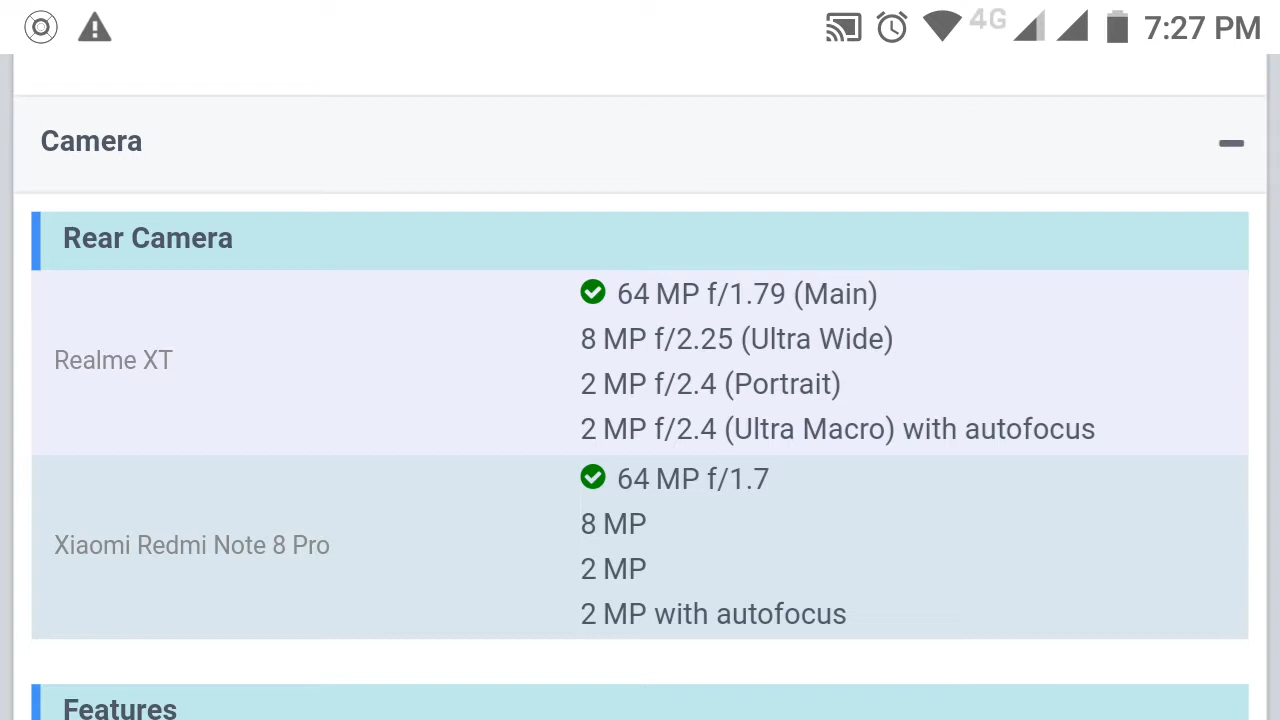 4G 7:27 PM
Camera
Rear Camera
Realme XT
64 MP f/1.79 (Main)
8 MP f/2.25 (Ultra Wide)
2 MP f/2.4 (Portrait)
2 MP f/2.4 (Ultra Macro) with autofocus
Xiaomi Redmi Note 8 Pro
64 MP f/1.7
8 MP
2 MP
2 MP with autofocus
Features